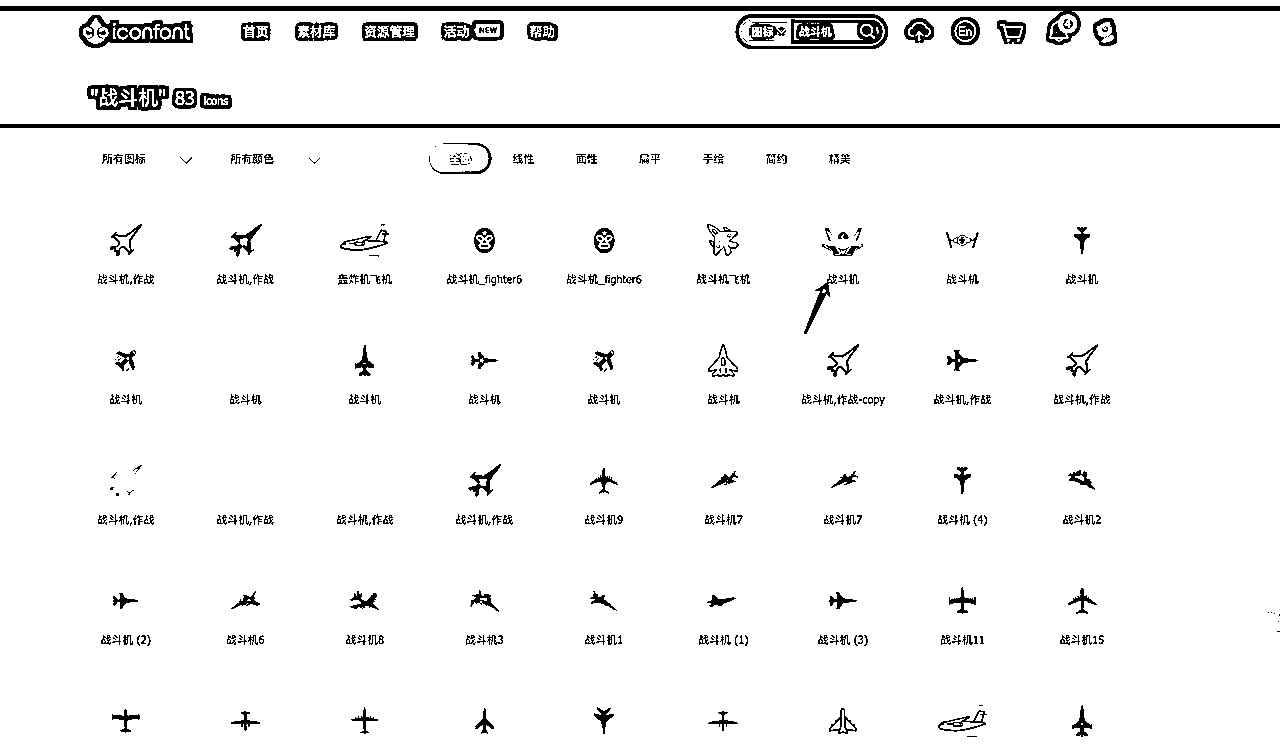 iconfont 首页 素材库 资源管理 活动 NEW 帮助 图标 战斗机 En
"战斗机" 83 Icons
所有图标 所有颜色 全部 线性 面性 扁平 手绘 简约 精美
战斗机,作战 战斗机,作战 轰炸机飞机 战斗机_fighter6 战斗机_fighter6 战斗机飞机 战斗机 战斗机 战斗机
战斗机 战斗机 战斗机 战斗机 战斗机 战斗机 战斗机,作战-copy 战斗机,作战 战斗机,作战
战斗机,作战 战斗机,作战 战斗机,作战 战斗机,作战 战斗机9 战斗机7 战斗机7 战斗机 (4) 战斗机2
战斗机 (2) 战斗机6 战斗机8 战斗机3 战斗机1 战斗机 (1) 战斗机 (3) 战斗机11 战斗机15